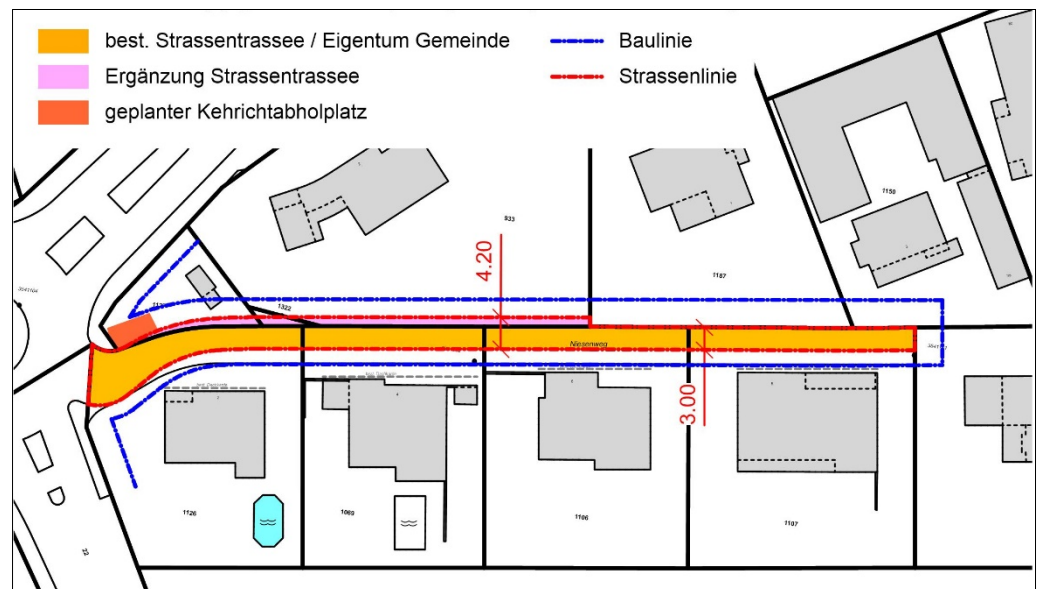 best. Strassentrassee / Eigentum Gemeinde
Ergänzung Strassentrassee
geplanter Kehrichtabholplatz
Baulinie
Strassenlinie
933
1150
1187
4.20
1322
Niesenweg
3.00
1126
1069
1106
1107
22